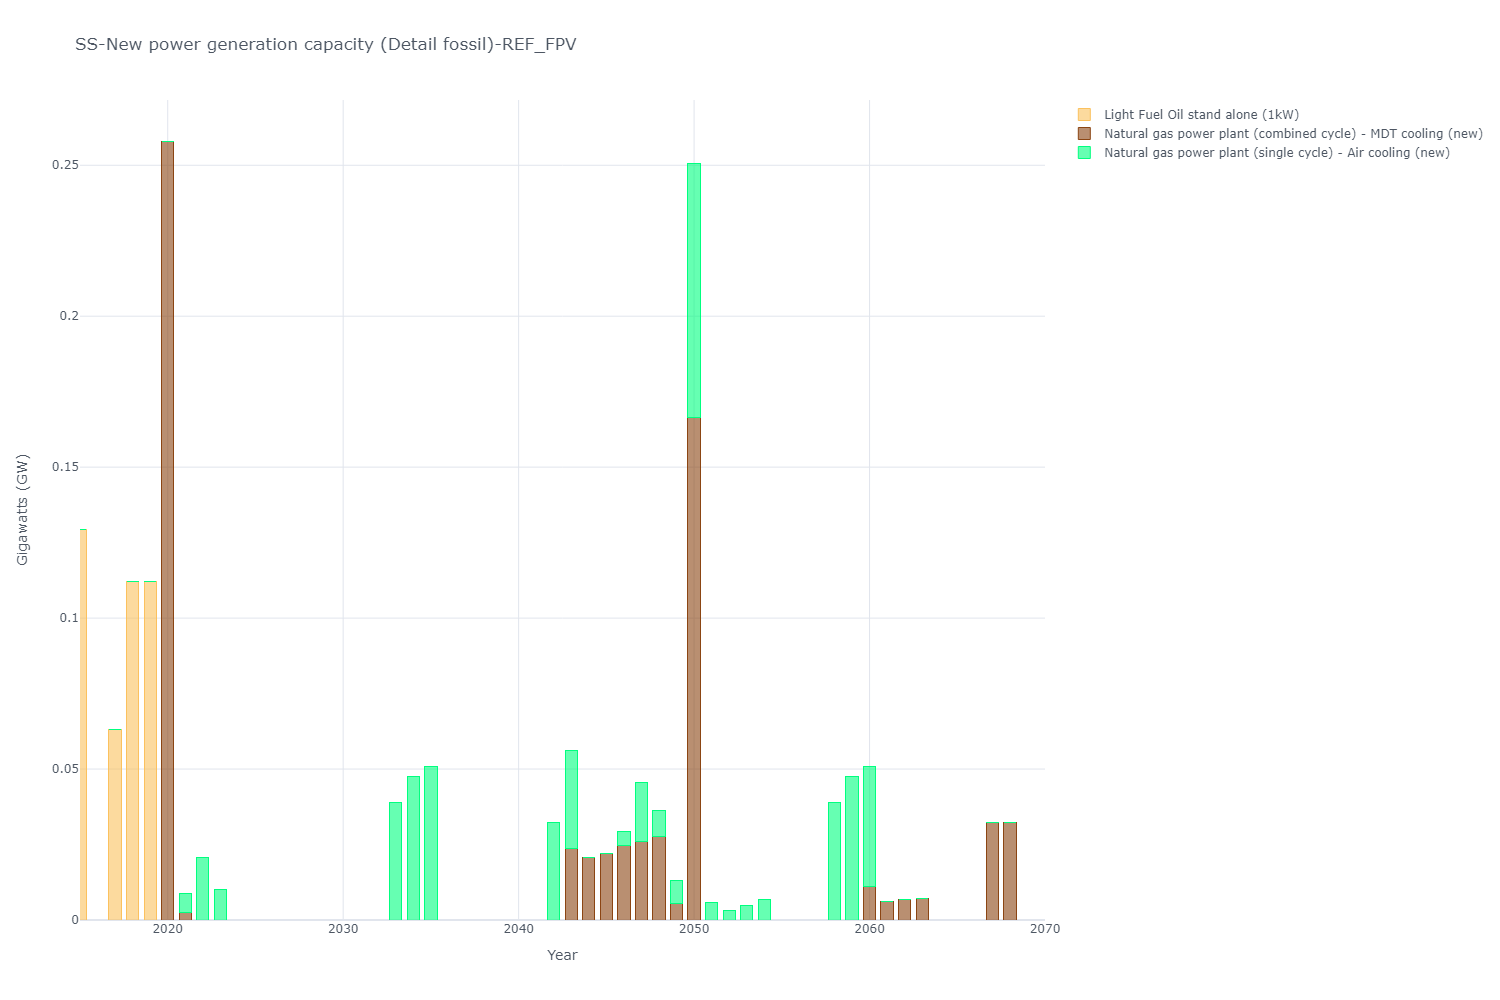 SS-New power generation capacity (Detail fossil)-REF_FPV
Light Fuel Oil stand alone (1kW)
Natural gas power plant (combined cycle) - MDT cooling (new)
Natural gas power plant (single cycle) - Air cooling (new)
0.25
0.2
0.15
0.1
0.05
0
Gigawatts (GW)
2020 2030 2040 2050 2060 2070
Year